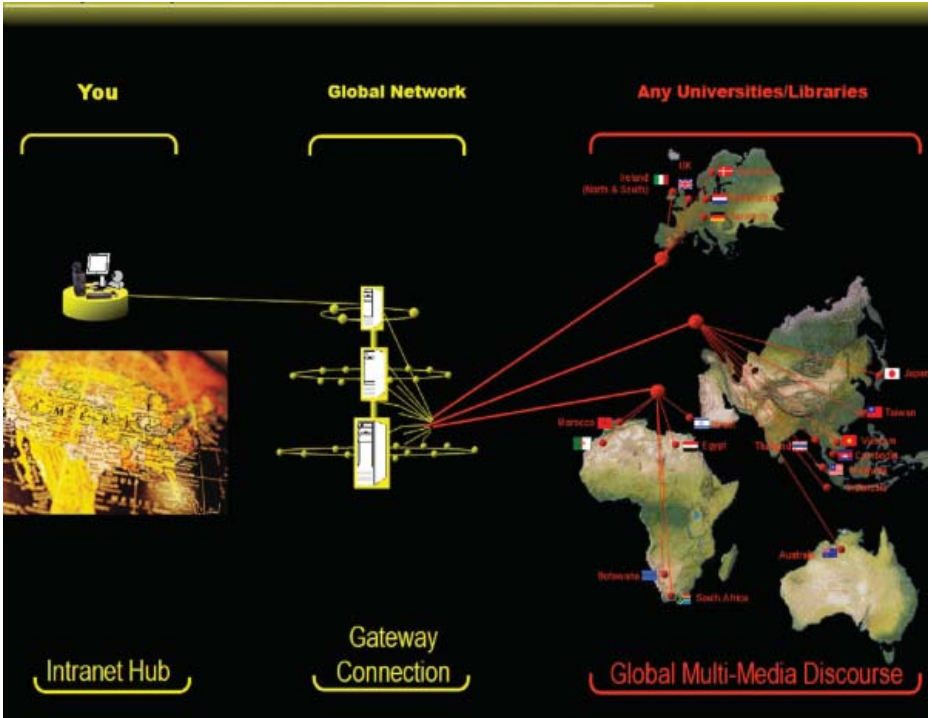 You
Global Network
Any Universities/Libraries
UK
Ireland
(North & South)
Japan
Taiwan
Morocco
Egypt
Thailand
Vietnam
Cambodia
Australia
Botswana
South Africa
Intranet Hub
Gateway
Connection
Global Multi-Media Discourse